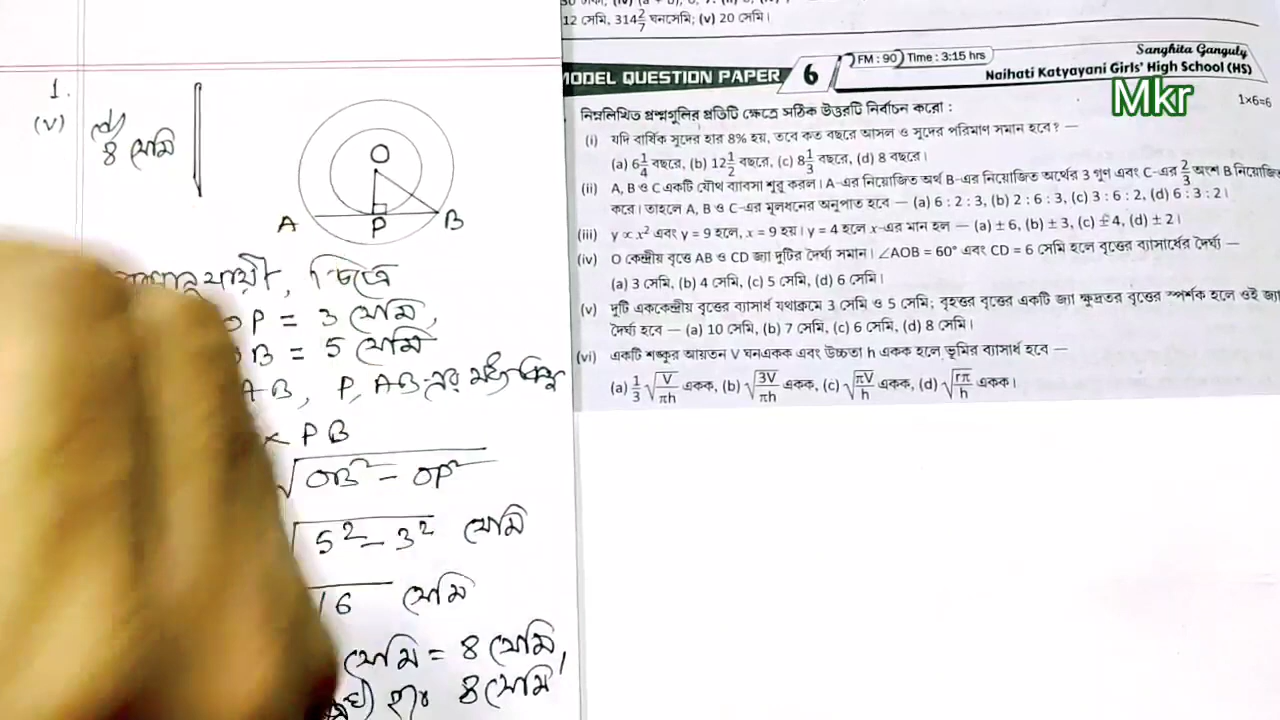 1.
(v)
8 সেমি
O
A
P
B
চিত্রে
OP = 3 সেমি,
OB = 5 সেমি
AB, P, AB-এর মধ্যবিন্দু
× PB
√OB² − OP²
√5² − 3² সেমি
16 সেমি
সেমি = 8 সেমি,
হবে 8 সেমি
12 সেমি, 314 2/7 ঘনসেমি; (v) 20 সেমি।
MODEL QUESTION PAPER 6
FM : 90 Time : 3:15 hrs
Sanghita Ganguly
Naihati Katyayani Girls' High School (HS)
Mkr
নিম্নলিখিত প্রশ্নগুলির প্রতিটি ক্ষেত্রে সঠিক উত্তরটি নির্বাচন করো : 1×6=6
(i) যদি বার্ষিক সুদের হার 8% হয়, তবে কত বছরে আসল ও সুদের পরিমাণ সমান হবে? —
(a) 6 1/4 বছরে, (b) 12 1/2 বছরে, (c) 8 1/3 বছরে, (d) 8 বছরে।
(ii) A, B ও C একটি যৌথ ব্যাবসা শুরু করল। A-এর নিয়োজিত অর্থ B-এর নিয়োজিত অর্থের 3 গুণ এবং C-এর 2/3 অংশ B নিয়োজি
করে। তাহলে A, B ও C-এর মূলধনের অনুপাত হবে — (a) 6 : 2 : 3, (b) 2 : 6 : 3, (c) 3 : 6 : 2, (d) 6 : 3 : 2।
(iii) y ∝ x² এবং y = 9 হলে, x = 9 হয়। y = 4 হলে x-এর মান হল — (a) ± 6, (b) ± 3, (c) ± 4, (d) ± 2।
(iv) O কেন্দ্রীয় বৃত্তে AB ও CD জ্যা দুটির দৈর্ঘ্য সমান। ∠AOB = 60° এবং CD = 6 সেমি হলে বৃত্তের ব্যাসার্ধের দৈর্ঘ্য —
(a) 3 সেমি, (b) 4 সেমি, (c) 5 সেমি, (d) 6 সেমি।
(v) দুটি এককেন্দ্রীয় বৃত্তের ব্যাসার্ধ যথাক্রমে 3 সেমি ও 5 সেমি; বৃহত্তর বৃত্তের একটি জ্যা ক্ষুদ্রতর বৃত্তের স্পর্শক হলে ওই জ্যা
দৈর্ঘ্য হবে — (a) 10 সেমি, (b) 7 সেমি, (c) 6 সেমি, (d) 8 সেমি।
(vi) একটি শঙ্কুর আয়তন V ঘনএকক এবং উচ্চতা h একক হলে ভূমির ব্যাসার্ধ হবে —
(a) 1/3 √V/πh একক, (b) √3V/πh একক, (c) √πV/h একক, (d) √rπ/h একক।